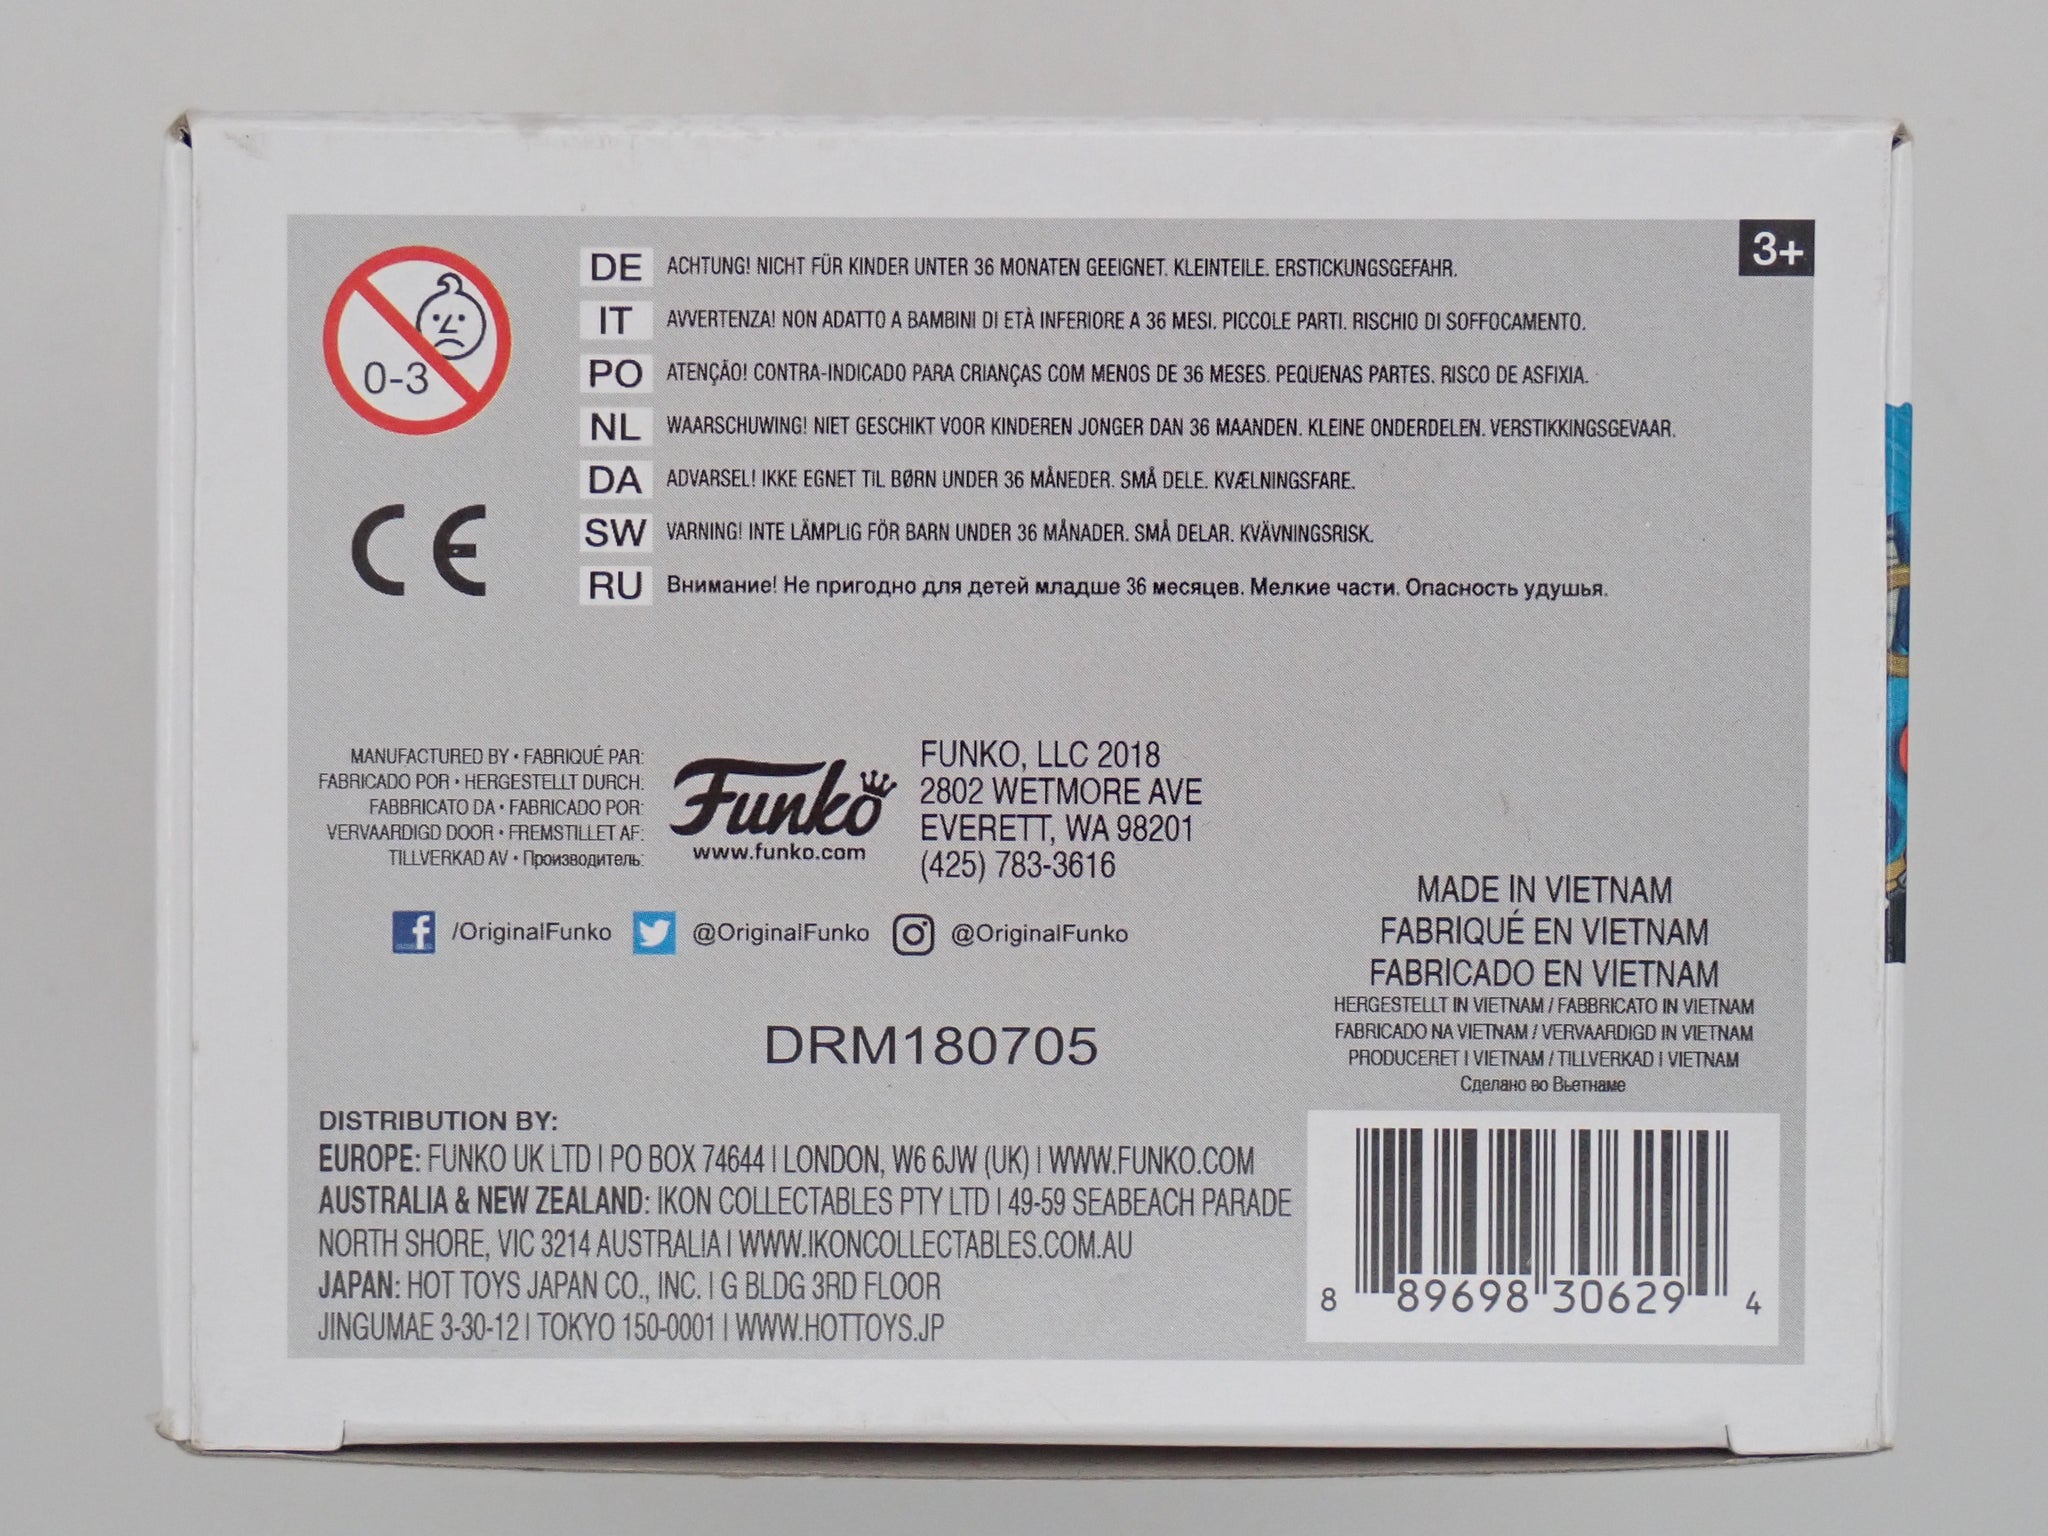 3+
0-3
DE ACHTUNG! NICHT FÜR KINDER UNTER 36 MONATEN GEEIGNET. KLEINTEILE. ERSTICKUNGSGEFAHR.
IT AVVERTENZA! NON ADATTO A BAMBINI DI ETÀ INFERIORE A 36 MESI. PICCOLE PARTI. RISCHIO DI SOFFOCAMENTO.
PO ATENÇÃO! CONTRA-INDICADO PARA CRIANÇAS COM MENOS DE 36 MESES. PEQUENAS PARTES. RISCO DE ASFIXIA.
NL WAARSCHUWING! NIET GESCHIKT VOOR KINDEREN JONGER DAN 36 MAANDEN. KLEINE ONDERDELEN. VERSTIKKINGSGEVAAR.
DA ADVARSEL! IKKE EGNET TIL BØRN UNDER 36 MÅNEDER. SMÅ DELE. KVÆLNINGSFARE.
SW VARNING! INTE LÄMPLIG FÖR BARN UNDER 36 MÅNADER. SMÅ DELAR. KVÄVNINGSRISK.
RU Внимание! Не пригодно для детей младше 36 месяцев. Мелкие части. Опасность удушья.
CE
MANUFACTURED BY • FABRIQUÉ PAR:
FABRICADO POR • HERGESTELLT DURCH:
FABBRICATO DA • FABRICADO POR:
VERVAARDIGD DOOR • FREMSTILLET AF:
TILLVERKAD AV • Производитель:
Funko
www.funko.com
FUNKO, LLC 2018
2802 WETMORE AVE
EVERETT, WA 98201
(425) 783-3616
/OriginalFunko @OriginalFunko @OriginalFunko
MADE IN VIETNAM
FABRIQUÉ EN VIETNAM
FABRICADO EN VIETNAM
HERGESTELLT IN VIETNAM / FABBRICATO IN VIETNAM
FABRICADO NA VIETNAM / VERVAARDIGD IN VIETNAM
PRODUCERET I VIETNAM / TILLVERKAD I VIETNAM
Сделано во Вьетнаме
DRM180705
DISTRIBUTION BY:
EUROPE: FUNKO UK LTD | PO BOX 74644 | LONDON, W6 6JW (UK) | WWW.FUNKO.COM
AUSTRALIA & NEW ZEALAND: IKON COLLECTABLES PTY LTD | 49-59 SEABEACH PARADE
NORTH SHORE, VIC 3214 AUSTRALIA | WWW.IKONCOLLECTABLES.COM.AU
JAPAN: HOT TOYS JAPAN CO., INC. | G BLDG 3RD FLOOR
JINGUMAE 3-30-12 | TOKYO 150-0001 | WWW.HOTTOYS.JP
8 89698 30629 4